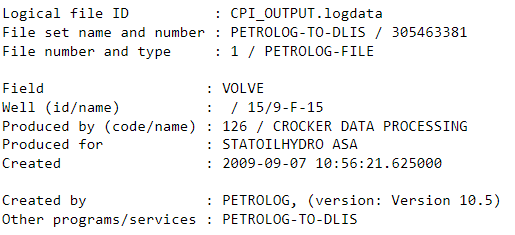 Logical file ID : CPI_OUTPUT.logdata
File set name and number : PETROLOG-TO-DLIS / 305463381
File number and type : 1 / PETROLOG-FILE
Field : VOLVE
Well (id/name) : / 15/9-F-15
Produced by (code/name) : 126 / CROCKER DATA PROCESSING
Produced for : STATOILHYDRO ASA
Created : 2009-09-07 10:56:21.625000
Created by : PETROLOG, (version: Version 10.5)
Other programs/services : PETROLOG-TO-DLIS